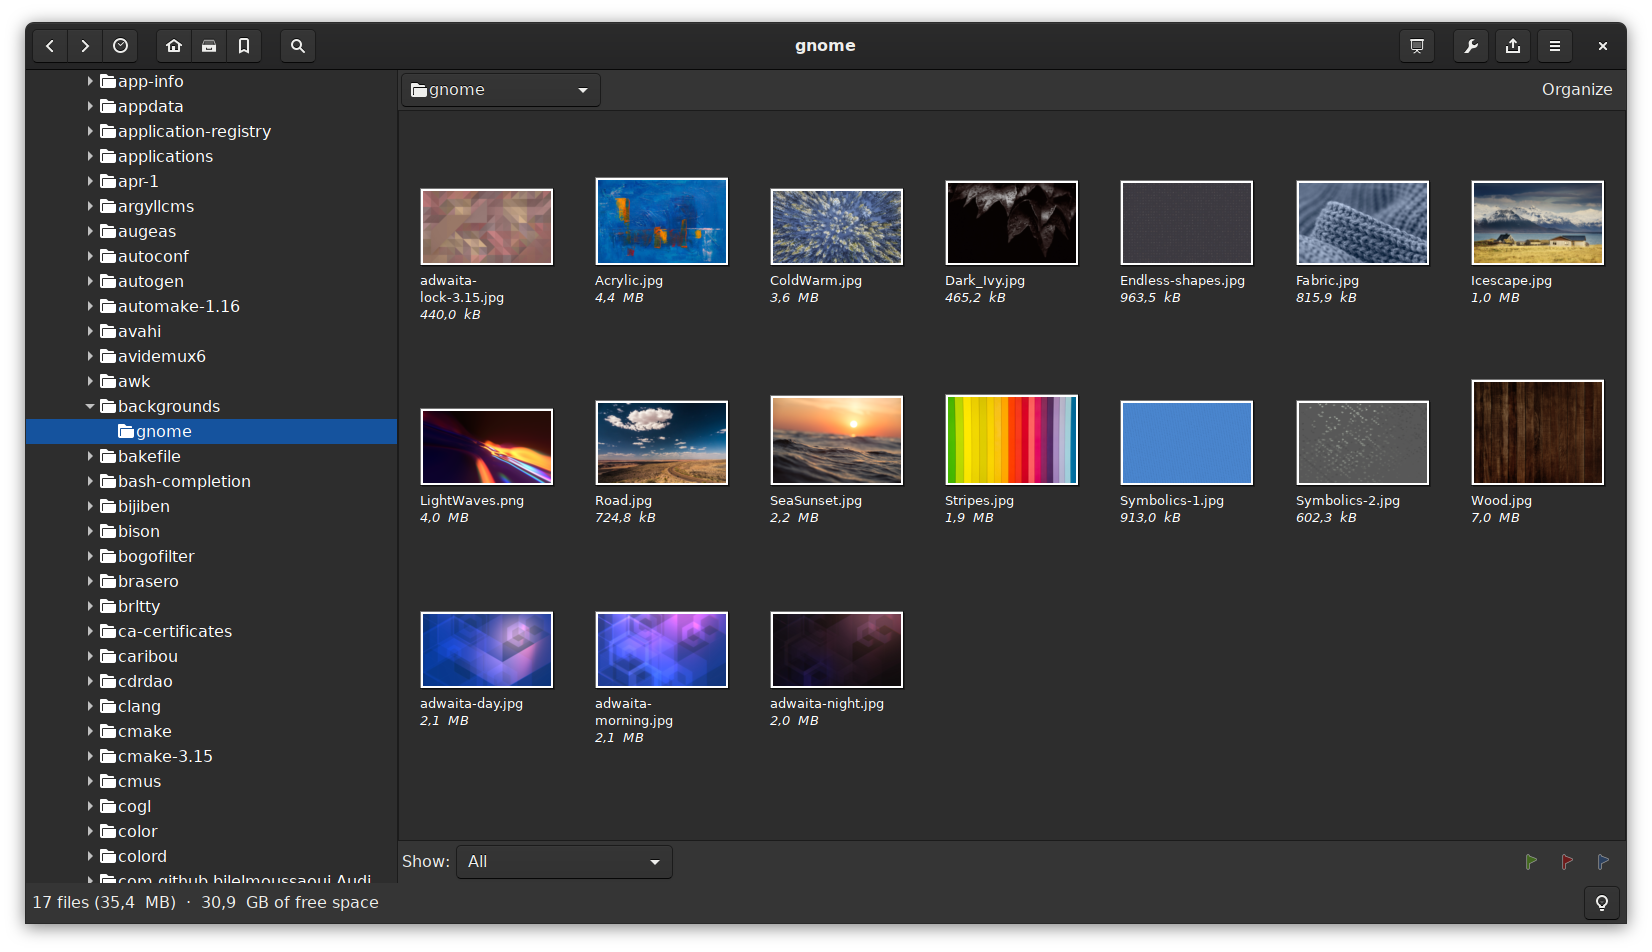 gnome
app-info
appdata
application-registry
applications
apr-1
argyllcms
augeas
autoconf
autogen
automake-1.16
avahi
avidemux6
awk
backgrounds
gnome
bakefile
bash-completion
bijiben
bison
bogofilter
brasero
brltty
ca-certificates
caribou
cdrdao
clang
cmake
cmake-3.15
cmus
cogl
color
colord
com.github.bilelmoussaoui.Audi
gnome
Organize
adwaita-
lock-3.15.jpg
440,0 kB
Acrylic.jpg
4,4 MB
ColdWarm.jpg
3,6 MB
Dark_Ivy.jpg
465,2 kB
Endless-shapes.jpg
963,5 kB
Fabric.jpg
815,9 kB
Icescape.jpg
1,0 MB
LightWaves.png
4,0 MB
Road.jpg
724,8 kB
SeaSunset.jpg
2,2 MB
Stripes.jpg
1,9 MB
Symbolics-1.jpg
913,0 kB
Symbolics-2.jpg
602,3 kB
Wood.jpg
7,0 MB
adwaita-day.jpg
2,1 MB
adwaita-
morning.jpg
2,1 MB
adwaita-night.jpg
2,0 MB
Show: All
17 files (35,4 MB) · 30,9 GB of free space